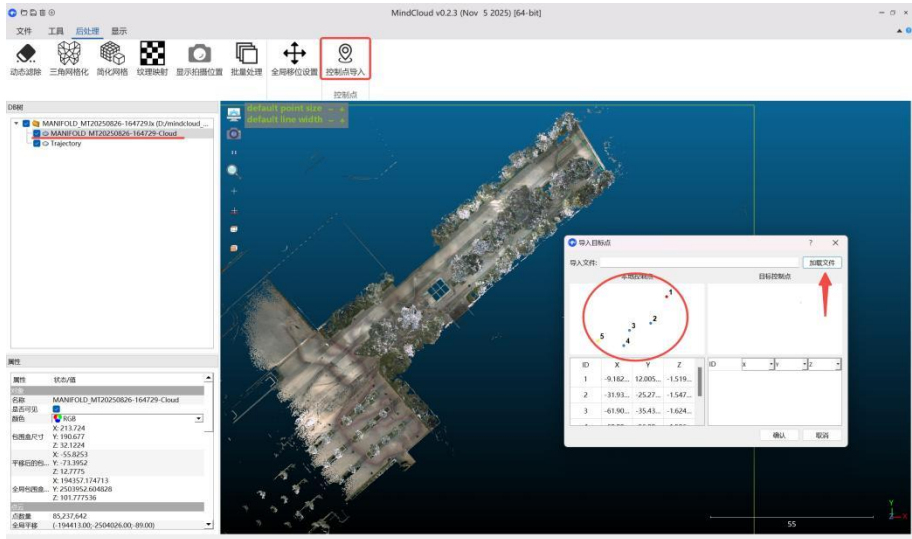 MindCloud v0.2.3 (Nov 5 2025) [64-bit]
文件 工具 后处理 显示
动态滤除 三角网格化 简化网格 纹理映射 显示拍摄位置 批量处理 全局移位设置 控制点导入
控制点
DB树
MANIFOLD_MT20250826-164729.lx (D:/mindcloud_...
MANIFOLD_MT20250826-164729-Cloud
Trajectory
default point size - +
default line width - +
导入目标点 ? ×
导入文件: 加载文件
本地控制点 目标控制点
1
2
3
4
5
ID X Y Z ID x y z
1 -9.182... 12.005... -1.519...
2 -31.93... -25,27... -1.547...
3 -61.90... -35,43... -1.624...
确认 取消
属性
属性 状态/值
名称 MANIFOLD_MT20250826-164729-Cloud
是否可见
颜色 RGB
包围盒尺寸 X: 213.724
Y: 190.677
Z: 32.1224
平移后的包... X: -55.8253
Y: -73.3952
Z: 12.7775
全局包围盒... X: 194357.174713
Y: 2503952.604828
Z: 101.777536
点云
点数量 85,237,642
全局平移 (-194413.00;-2504026.00;-89.00)
55
Y
Z X